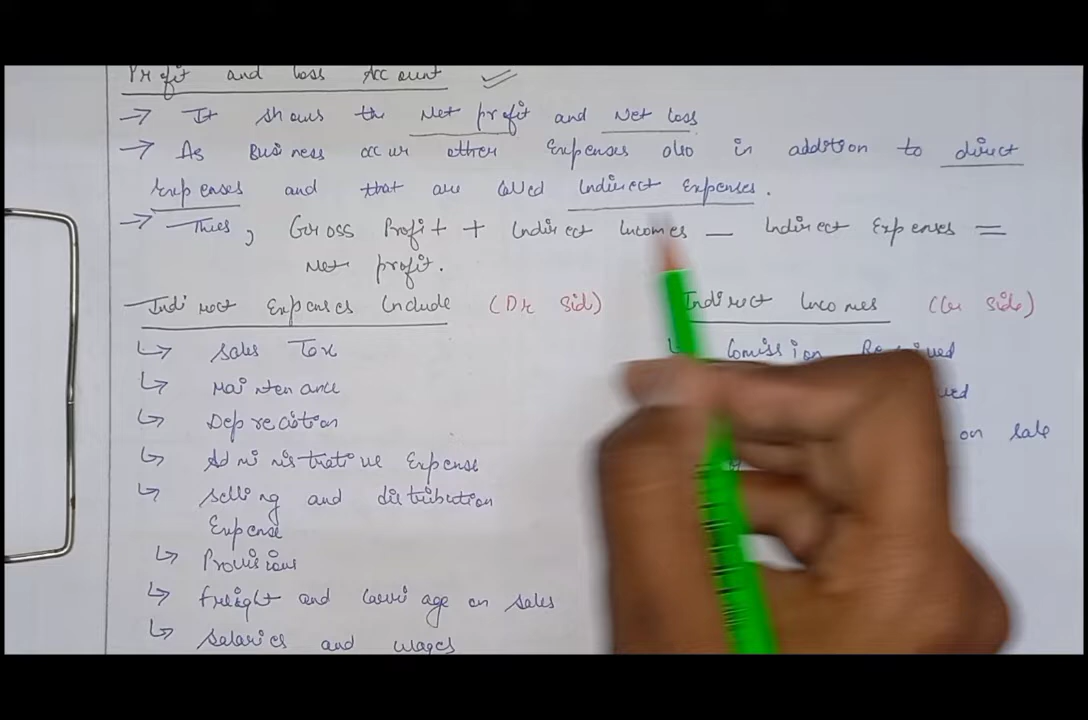 Profit and loss Account
→ It shows the Net profit and Net loss
→ As Business occur other Expenses also in addition to direct
Expenses and that are called Indirect Expenses.
→ Thus, Gross Profit + Indirect Incomes — Indirect Expenses =
Net profit.
Indirect Expenses Include (Dr side) Indirect Incomes (Cr side)
↳ Sales Tax
↳ Comission Received
↳ Maintenance
↳ Depreciation
on sale
↳ Administrative Expense
↳ Selling and distribution
Expense
↳ Provisions
↳ freight and carriage on sales
↳ Salaries and wages